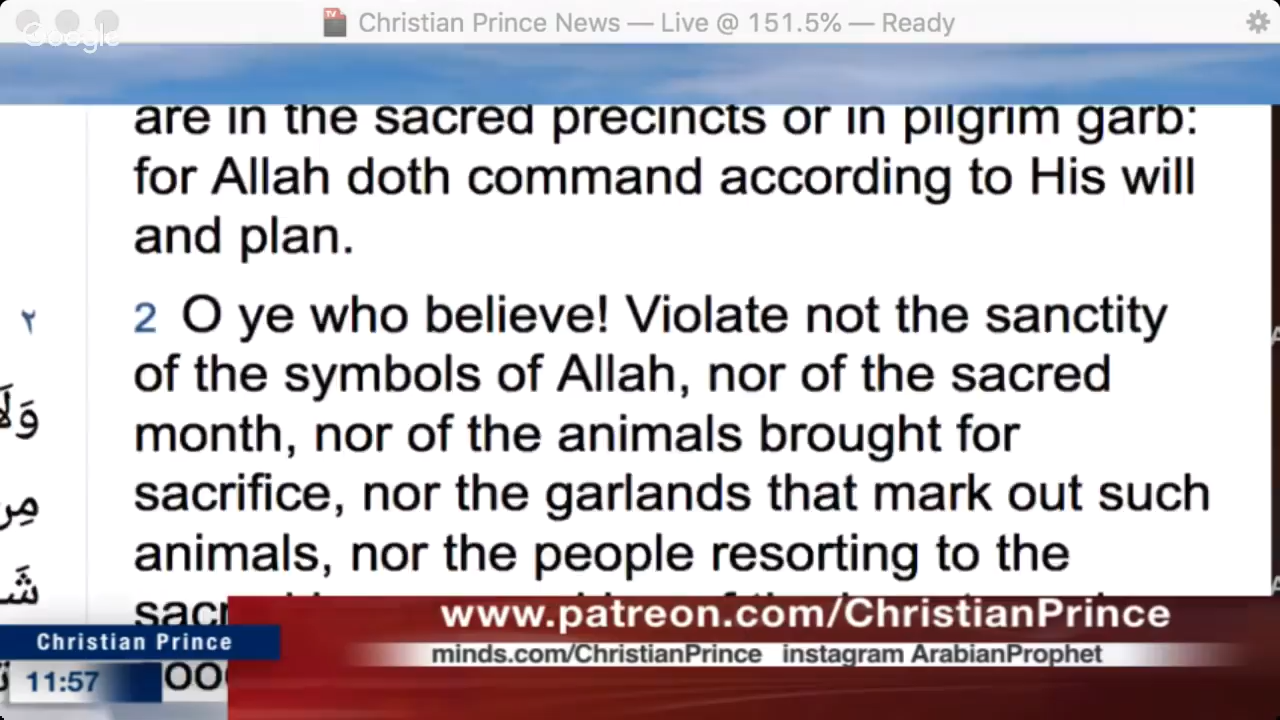 Christian Prince News — Live @ 151.5% — Ready
Google
are in the sacred precincts or in pilgrim garb:
for Allah doth command according to His will
and plan.
٢
2 O ye who believe! Violate not the sanctity
of the symbols of Allah, nor of the sacred
month, nor of the animals brought for
sacrifice, nor the garlands that mark out such
animals, nor the people resorting to the
www.patreon.com/ChristianPrince
Christian Prince
minds.com/ChristianPrince instagram ArabianProphet
11:57